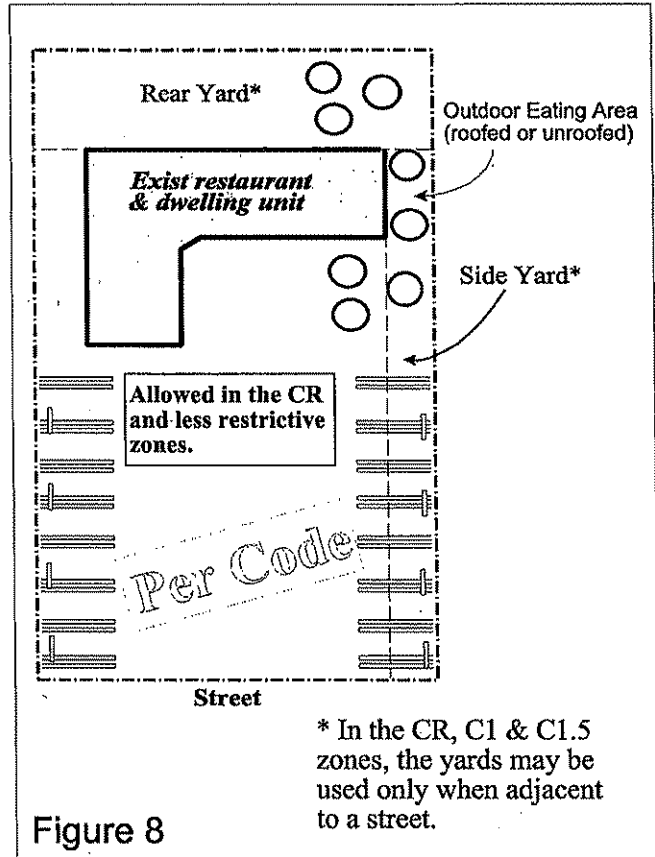 Rear Yard*
Outdoor Eating Area
(roofed or unroofed)
Exist restaurant
& dwelling unit
Side Yard*
Allowed in the CR
and less restrictive
zones.
Per Code
Street
* In the CR, C1 & C1.5
zones, the yards may be
used only when adjacent
to a street.
Figure 8